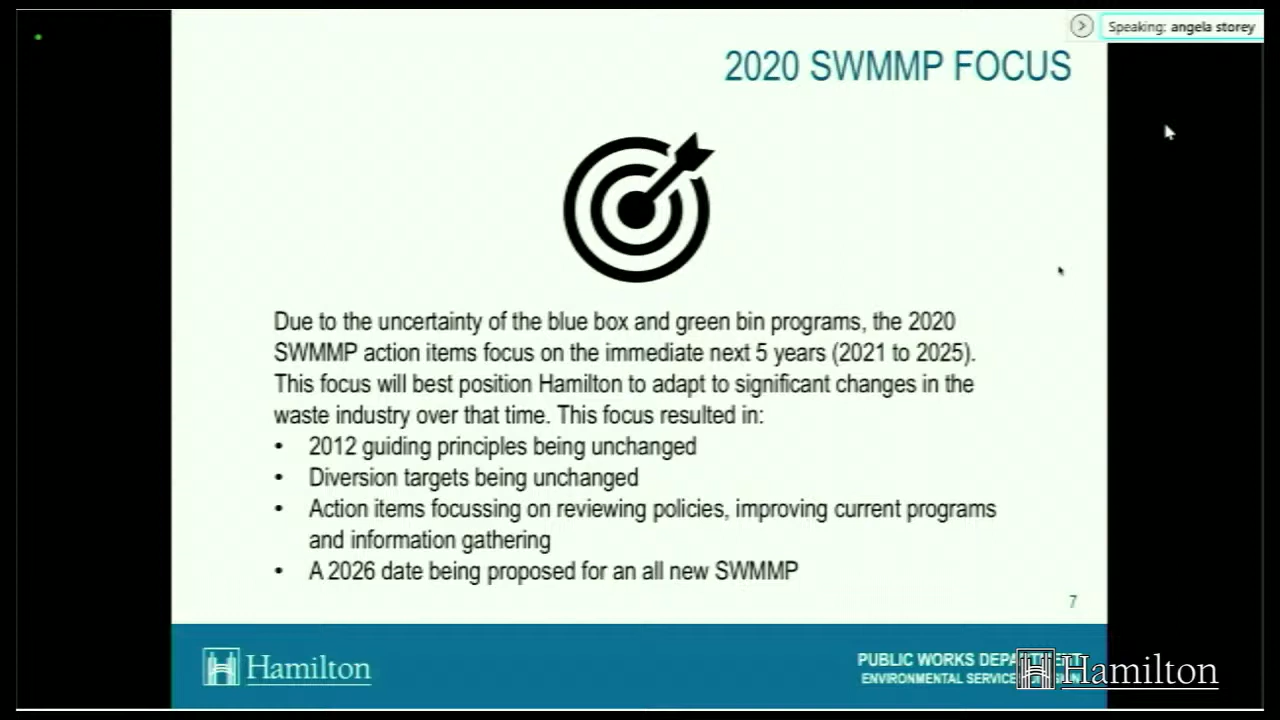 Speaking: angela storey
2020 SWMMP FOCUS
Due to the uncertainty of the blue box and green bin programs, the 2020
SWMMP action items focus on the immediate next 5 years (2021 to 2025).
This focus will best position Hamilton to adapt to significant changes in the
waste industry over that time. This focus resulted in:
• 2012 guiding principles being unchanged
• Diversion targets being unchanged
• Action items focussing on reviewing policies, improving current programs
and information gathering
• A 2026 date being proposed for an all new SWMMP
7
Hamilton
PUBLIC WORKS
ENVIRONMENTAL
Hamilton